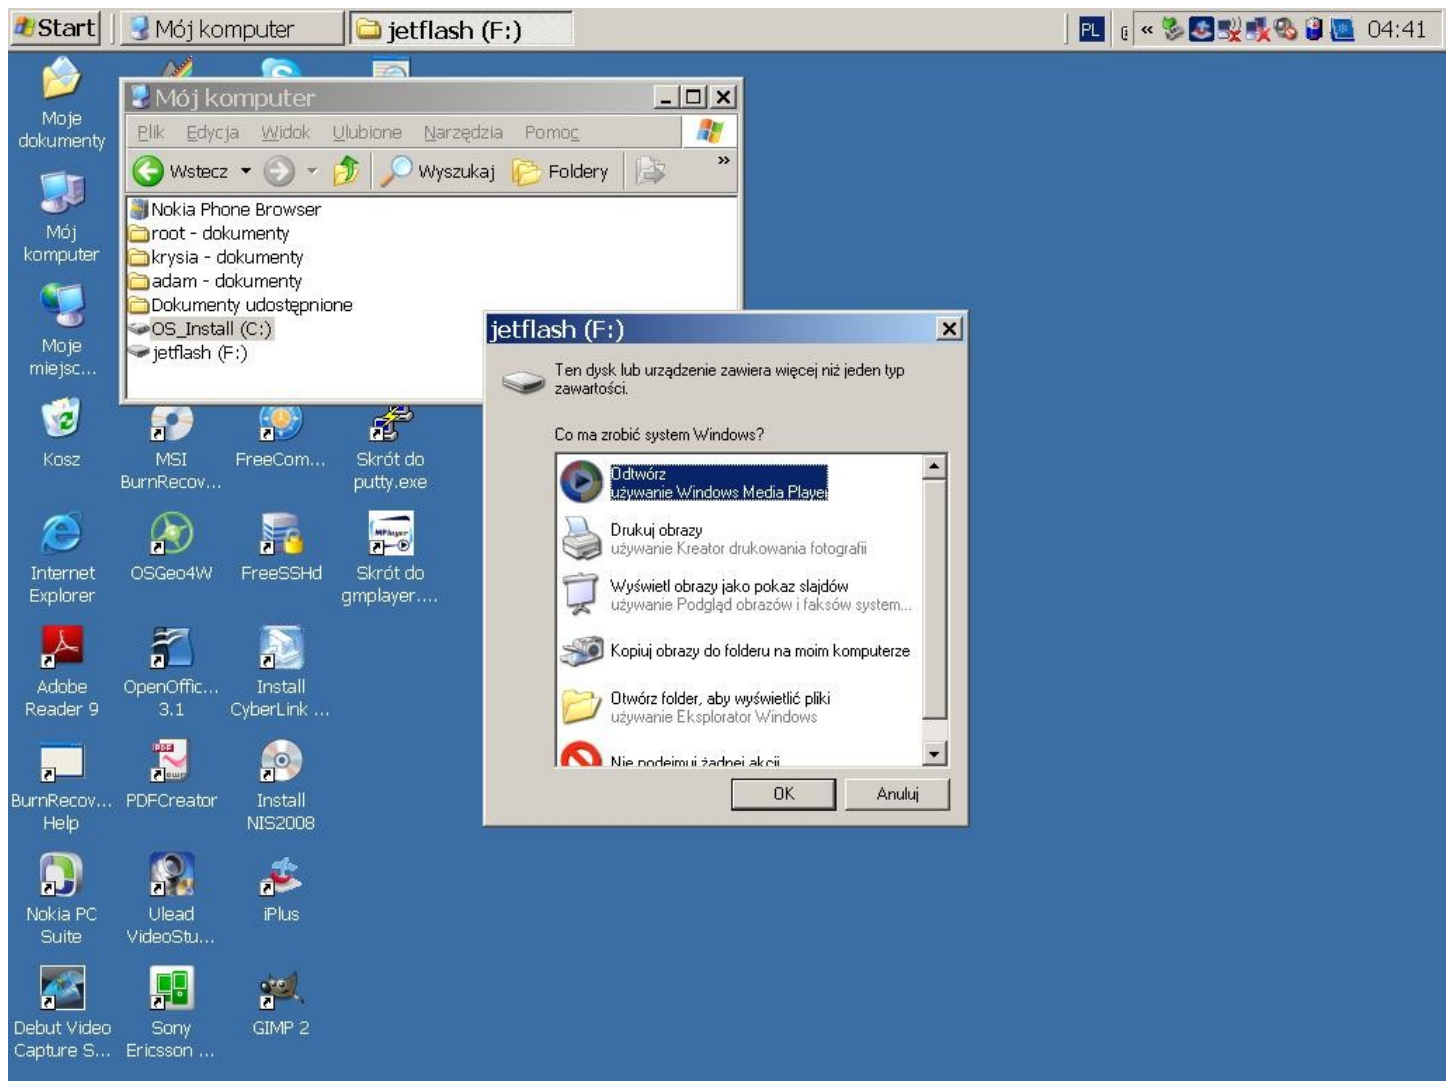 Start
Mój komputer
jetflash (F:)
PL
«
04:41
Moje
dokumenty
Mój
komputer
Moje
miejsc...
Kosz
Internet
Explorer
Adobe
Reader 9
BurnRecov...
Help
Nokia PC
Suite
Debut Video
Capture S...
MSI
BurnRecov...
OSGeo4W
OpenOffic...
3.1
PDFCreator
Ulead
VideoStu...
Sony
Ericsson ...
FreeCom...
FreeSSHd
Install
CyberLink ...
Install
NIS2008
iPlus
GIMP 2
Skrót do
putty.exe
MPlayer
Skrót do
gmplayer....
Mój komputer
Plik Edycja Widok Ulubione Narzędzia Pomoc
Wstecz Wyszukaj Foldery »
Nokia Phone Browser
root - dokumenty
krysia - dokumenty
adam - dokumenty
Dokumenty udostępnione
OS_Install (C:)
jetflash (F:)
jetflash (F:)
Ten dysk lub urządzenie zawiera więcej niż jeden typ
zawartości.
Co ma zrobić system Windows?
Odtwórz
używanie Windows Media Player
Drukuj obrazy
używanie Kreator drukowania fotografii
Wyświetl obrazy jako pokaz slajdów
używanie Podgląd obrazów i faksów system...
Kopiuj obrazy do folderu na moim komputerze
Otwórz folder, aby wyświetlić pliki
używanie Eksplorator Windows
Nie podejmuj żadnej akcji
OK Anuluj